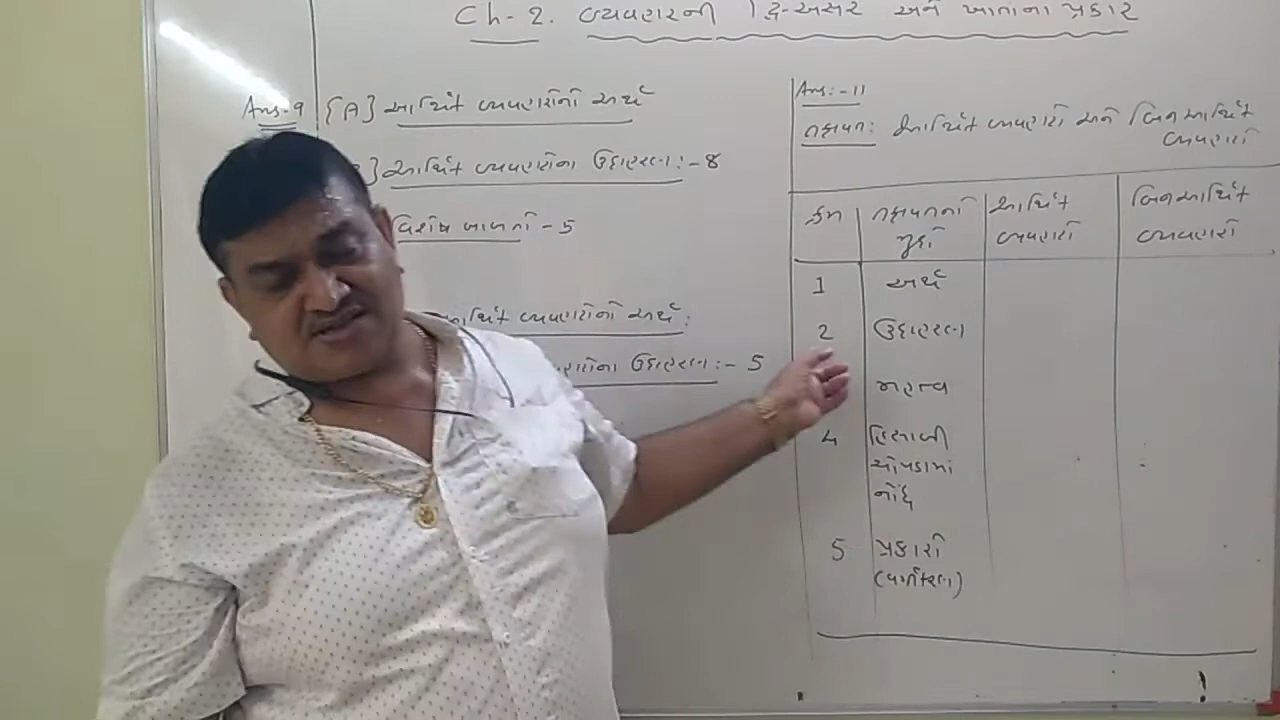 Ch-2. વ્યવહારની દ્વિ-અસર અને ખાતાના પ્રકાર
Ans-9 [A] આર્થિક વ્યવહારોનો અર્થ
] આર્થિક વ્યવહારોના ઉદાહરણ :- 8
વિશેષ બાબતો - 5
આર્થિક વ્યવહારોનો અર્થ:
ઉદાહરણ :- 5
Ans:-11
તફાવત: આર્થિક વ્યવહારો અને બિનઆર્થિક
વ્યવહારો
ક્રમ તફાવતનો મુદ્દો આર્થિક વ્યવહારો બિનઆર્થિક વ્યવહારો
1 અર્થ
2 ઉદાહરણ
મહત્વ
4 હિસાબી
ચોપડામાં
નોંધ
5 પ્રકારો
(વર્ગીકરણ)